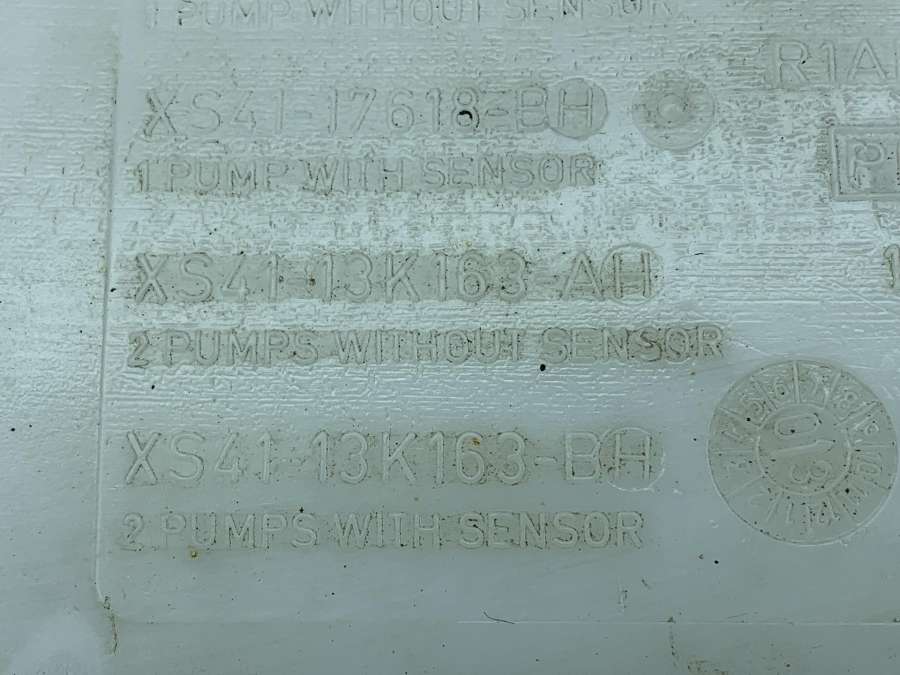 1 PUMP WITHOUT SENSOR
R1A
XS41-17618-BH
1 PUMP WITH SENSOR
XS41-13K163-AH
2 PUMPS WITHOUT SENSOR
XS41-13K163-BH
2 PUMPS WITH SENSOR